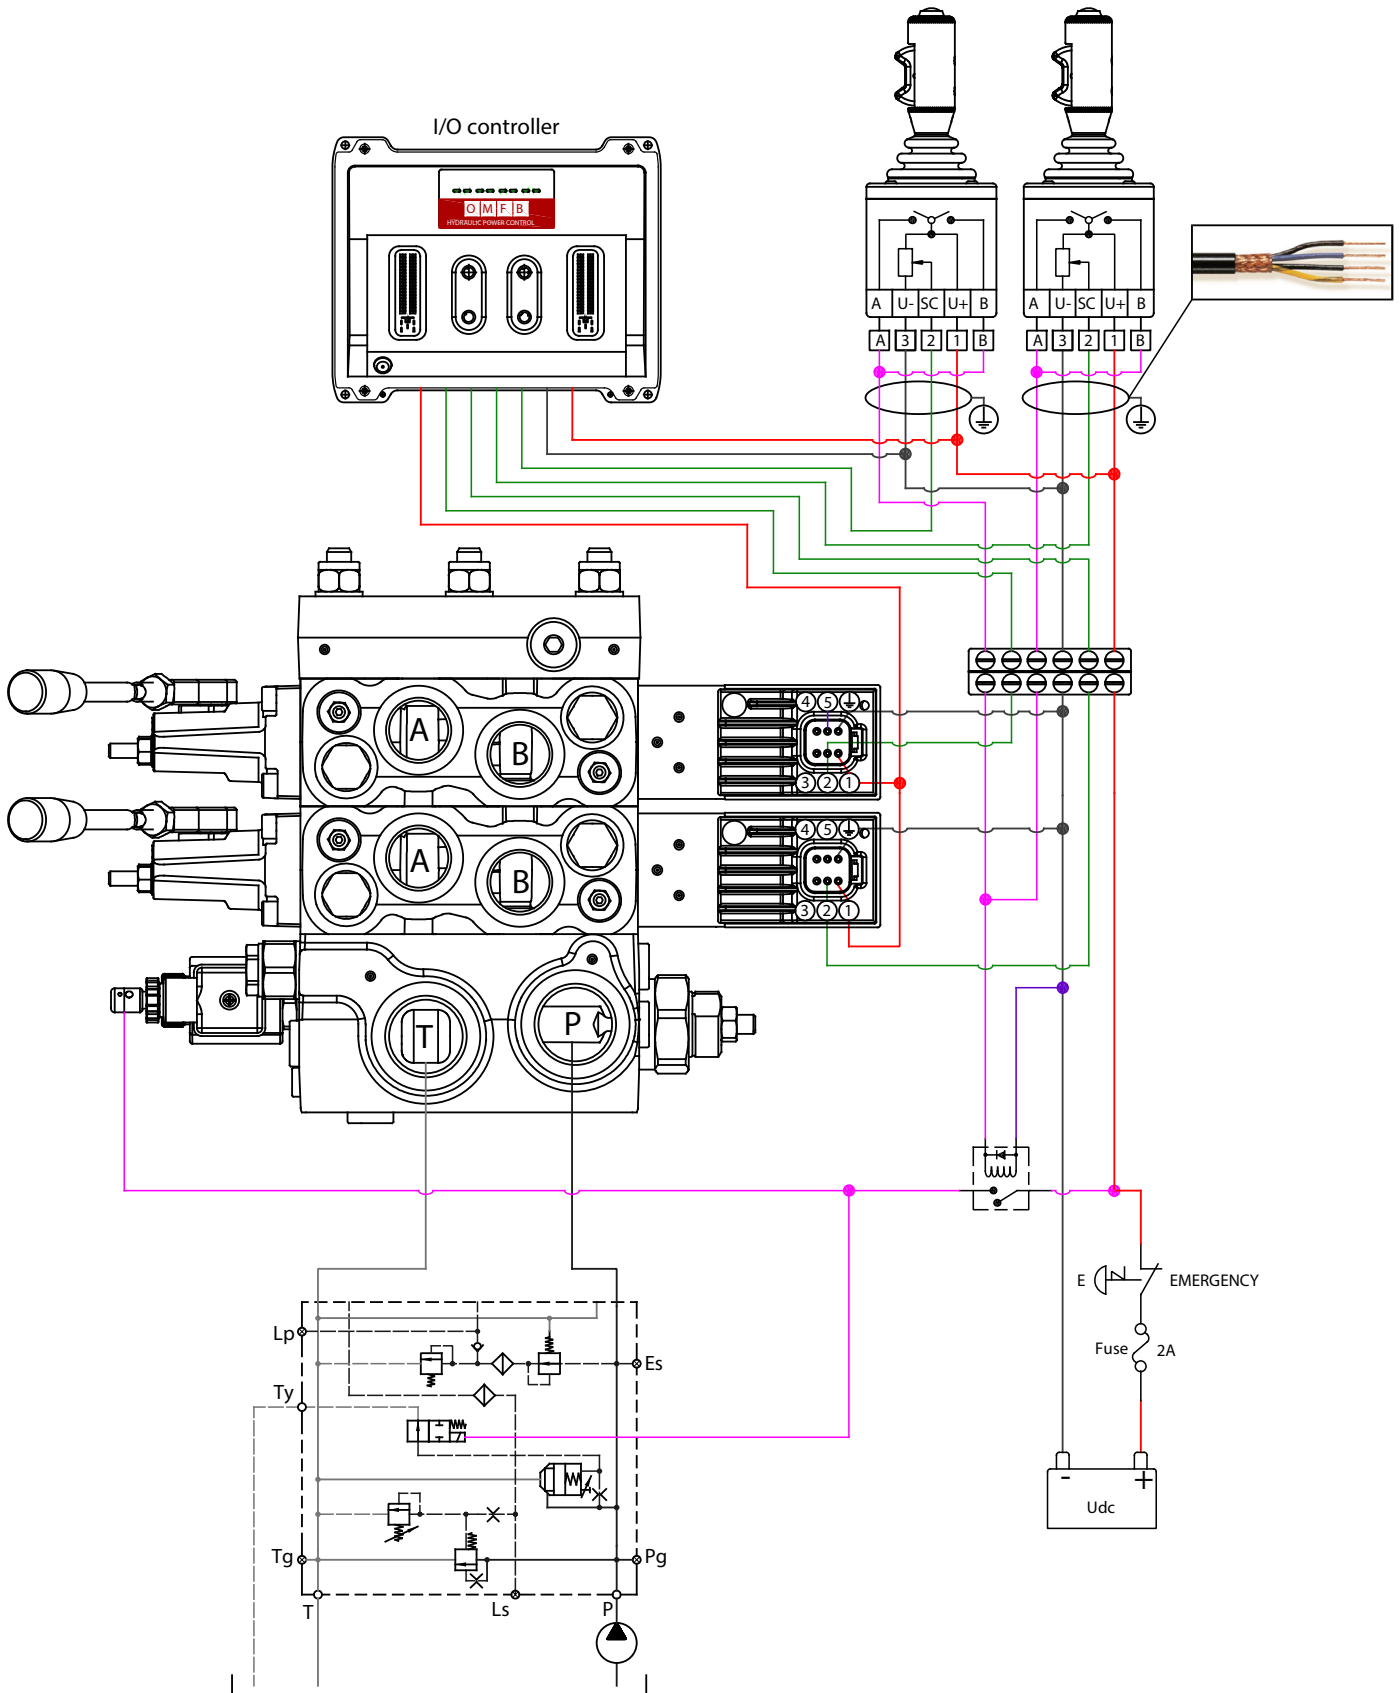 I/O controller
O M F B
HYDRAULIC POWER CONTROL
A U- SC U+ B
A U- SC U+ B
A 3 2 1 B
A 3 2 1 B
A
B
4 5
3 2 1
A
B
4 5
3 2 1
T
P
E
EMERGENCY
Fuse
2A
Lp
Es
Ty
- +
Udc
Tg
Pg
T
Ls
P